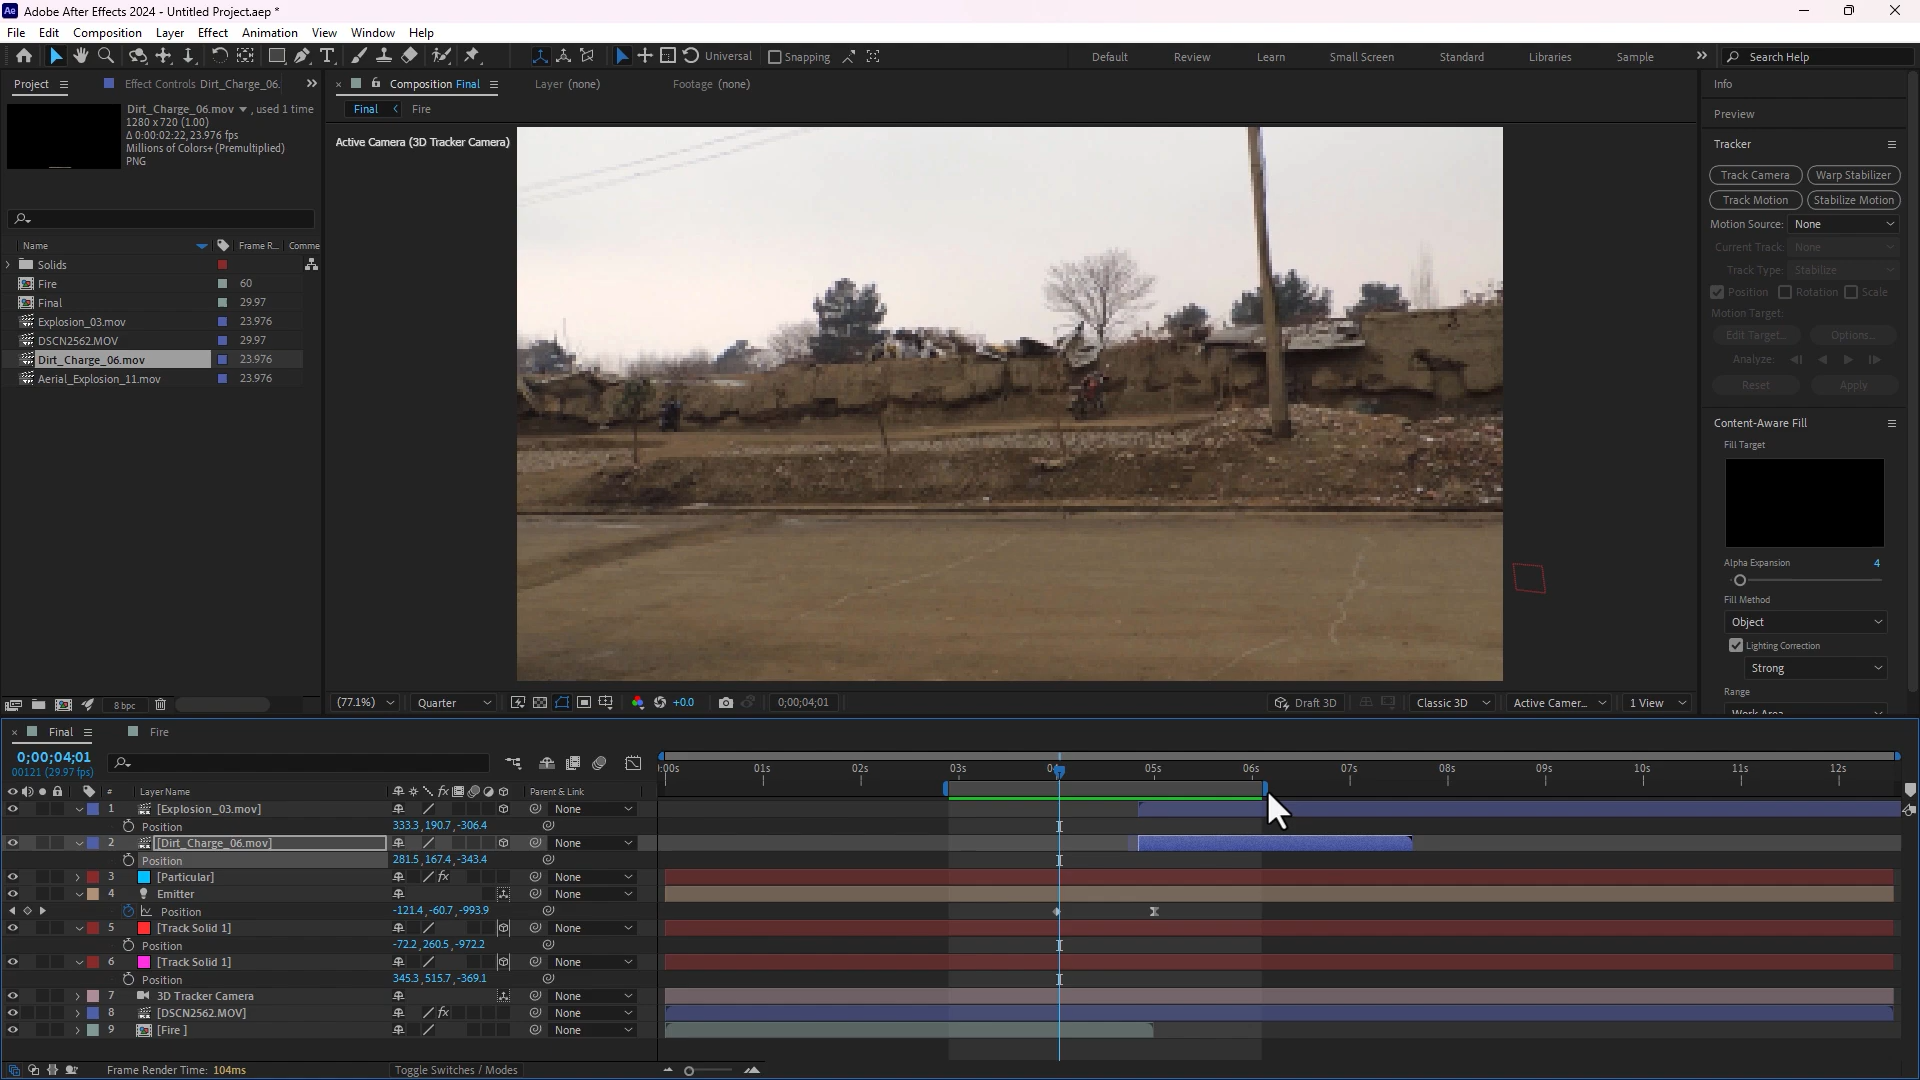 Adobe After Effects 2024 - Untitled Project.aep *
File Edit Composition Layer Effect Animation View Window Help
Universal Snapping Default Review Learn Small Screen Standard Libraries Sample Search Help
Project Effect Controls Dirt_Charge_06. Composition Final Layer (none) Footage (none) Info
Final Fire
Dirt_Charge_06.mov , used 1 time
1280 x 720 (1.00)
Δ 0:00:02:22, 23.976 fps
Millions of Colors+ (Premultiplied)
PNG
Active Camera (3D Tracker Camera)
Name Frame R... Comme
Solids
Fire 60
Final 29.97
Explosion_03.mov 23.976
DSCN2562.MOV 29.97
Dirt_Charge_06.mov 23.976
Aerial_Explosion_11.mov 23.976
8 bpc
(77.1%) Quarter +0.0 0;00;04;01 Draft 3D Classic 3D Active Camer... 1 View
Preview
Tracker
Track Camera Warp Stabilizer
Track Motion Stabilize Motion
Motion Source: None
Current Track: None
Track Type: Stabilize
Position Rotation Scale
Motion Target:
Edit Target... Options...
Analyze:
Reset Apply
Content-Aware Fill
Fill Target
Alpha Expansion 4
Fill Method
Object
Lighting Correction
Strong
Range
Work Area
Final Fire
0;00;04;01
00121 (29.97 fps)
:00s 01s 02s 03s 05s 06s 07s 08s 09s 10s 11s 12s
# Layer Name fx Parent & Link
1 [Explosion_03.mov] None
Position 333.3,190.7,-306.4
2 [Dirt_Charge_06.mov] None
Position 281.5,167.4,-343.4
3 [Particular] fx None
4 Emitter None
Position -121.4,-60.7,-993.9
5 [Track Solid 1] None
Position -72.2,260.5,-972.2
6 [Track Solid 1] None
Position 345.3,515.7,-369.1
7 3D Tracker Camera None
8 [DSCN2562.MOV] fx None
9 [Fire ] None
Frame Render Time: 104ms Toggle Switches / Modes